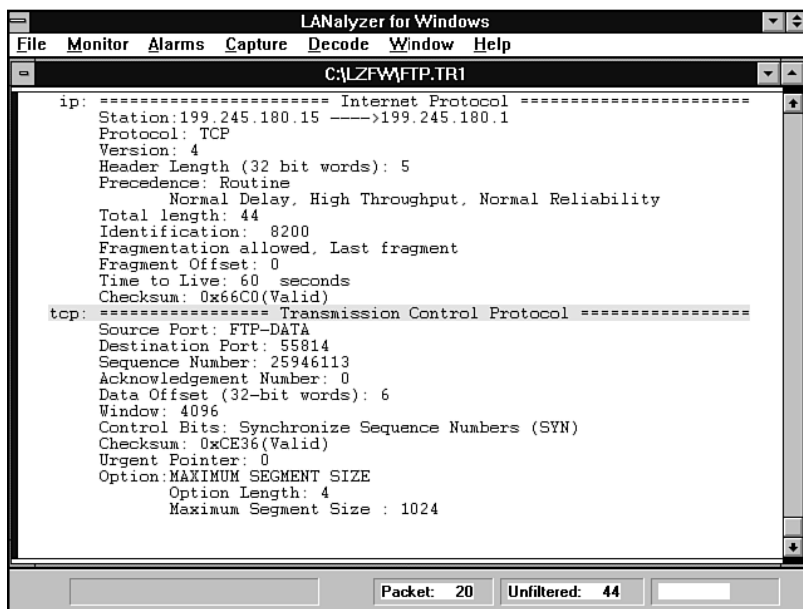 LANalyzer for Windows
File Monitor Alarms Capture Decode Window Help
C:\LZFW\FTP.TR1
ip: ======================= Internet Protocol =======================
Station:199.245.180.15 ---->199.245.180.1
Protocol: TCP
Version: 4
Header Length (32 bit words): 5
Precedence: Routine
Normal Delay, High Throughput, Normal Reliability
Total length: 44
Identification: 8200
Fragmentation allowed, Last fragment
Fragment Offset: 0
Time to Live: 60 seconds
Checksum: 0x66C0(Valid)
tcp: ================= Transmission Control Protocol =================
Source Port: FTP-DATA
Destination Port: 55814
Sequence Number: 25946113
Acknowledgement Number: 0
Data Offset (32-bit words): 6
Window: 4096
Control Bits: Synchronize Sequence Numbers (SYN)
Checksum: 0xCE36(Valid)
Urgent Pointer: 0
Option:MAXIMUM SEGMENT SIZE
Option Length: 4
Maximum Segment Size : 1024
Packet: 20 Unfiltered: 44